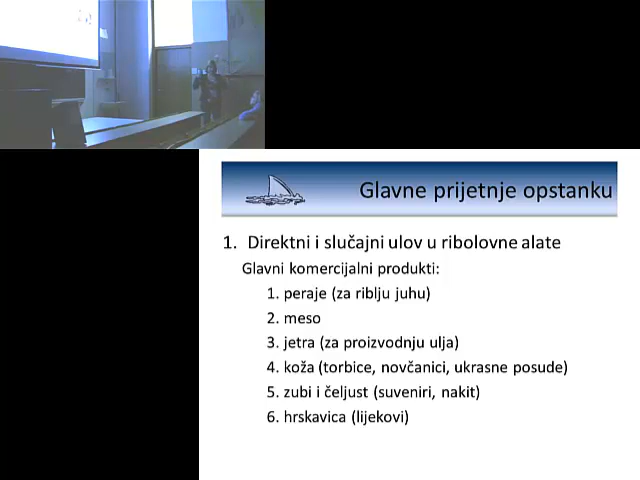 Glavne prijetnje opstanku
1. Direktni i slučajni ulov u ribolovne alate
Glavni komercijalni produkti:
1. peraje (za riblju juhu)
2. meso
3. jetra (za proizvodnju ulja)
4. koža (torbice, novčanici, ukrasne posude)
5. zubi i čeljust (suveniri, nakit)
6. hrskavica (lijekovi)